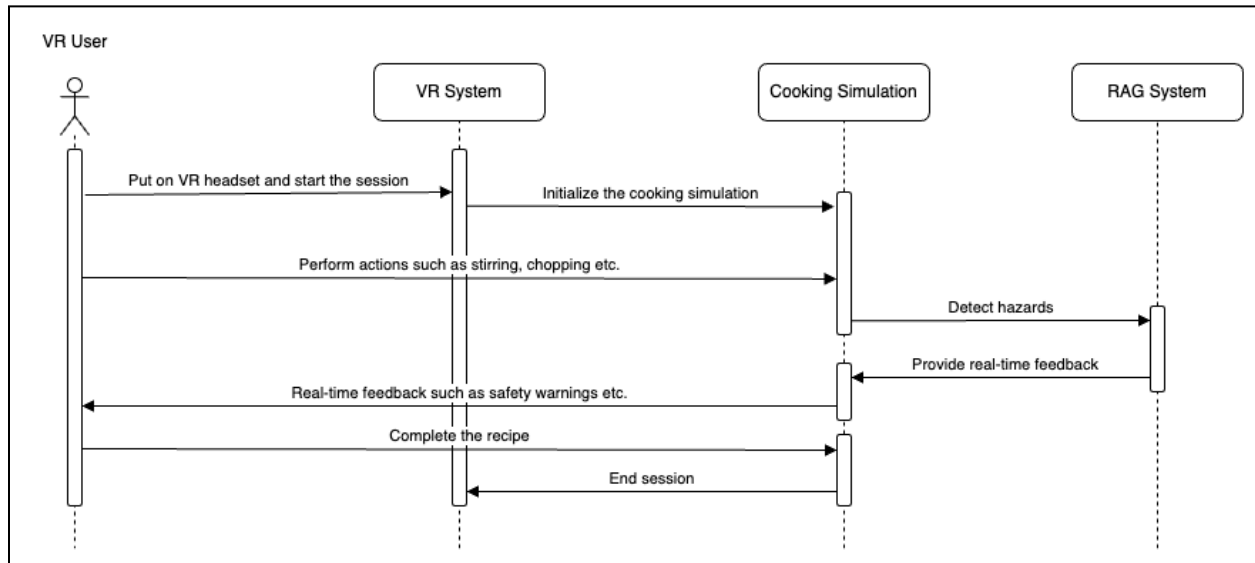 VR User
VR System
Cooking Simulation
RAG System
Put on VR headset and start the session
Initialize the cooking simulation
Perform actions such as stirring, chopping etc.
Detect hazards
Provide real-time feedback
Real-time feedback such as safety warnings etc.
Complete the recipe
End session